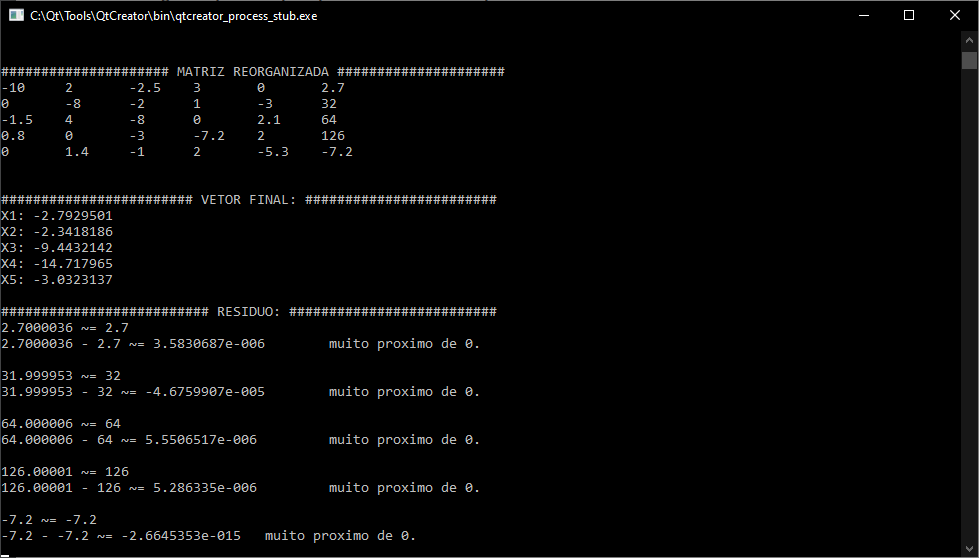 C:\Qt\Tools\QtCreator\bin\qtcreator_process_stub.exe
##################### MATRIZ REORGANIZADA #####################
-10 2 -2.5 3 0 2.7
0 -8 -2 1 -3 32
-1.5 4 -8 0 2.1 64
0.8 0 -3 -7.2 2 126
0 1.4 -1 2 -5.3 -7.2
######################## VETOR FINAL: ########################
X1: -2.7929501
X2: -2.3418186
X3: -9.4432142
X4: -14.717965
X5: -3.0323137
########################## RESIDUO: ##########################
2.7000036 ~= 2.7
2.7000036 - 2.7 ~= 3.5830687e-006 muito proximo de 0.
31.999953 ~= 32
31.999953 - 32 ~= -4.6759907e-005 muito proximo de 0.
64.000006 ~= 64
64.000006 - 64 ~= 5.5506517e-006 muito proximo de 0.
126.00001 ~= 126
126.00001 - 126 ~= 5.286335e-006 muito proximo de 0.
-7.2 ~= -7.2
-7.2 - -7.2 ~= -2.6645353e-015 muito proximo de 0.